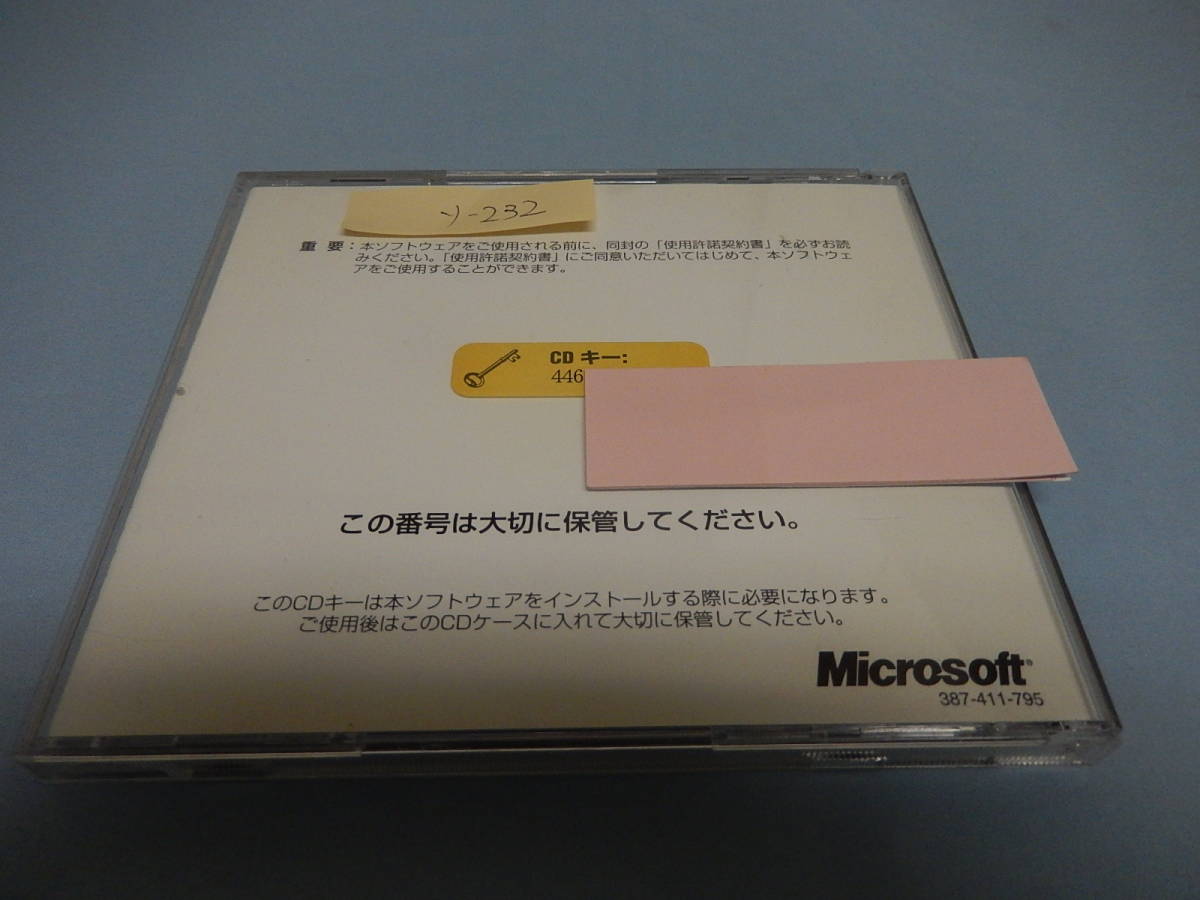 ソ-232
重 要：本ソフトウェアをご使用される前に、同封の「使用許諾契約書」を必ずお読
みください。「使用許諾契約書」にご同意いただいてはじめて、本ソフトウェ
アをご使用することができます。
CD キー:
446
この番号は大切に保管してください。
このCDキーは本ソフトウェアをインストールする際に必要になります。
ご使用後はこのCDケースに入れて大切に保管してください。
Microsoft®
387-411-795